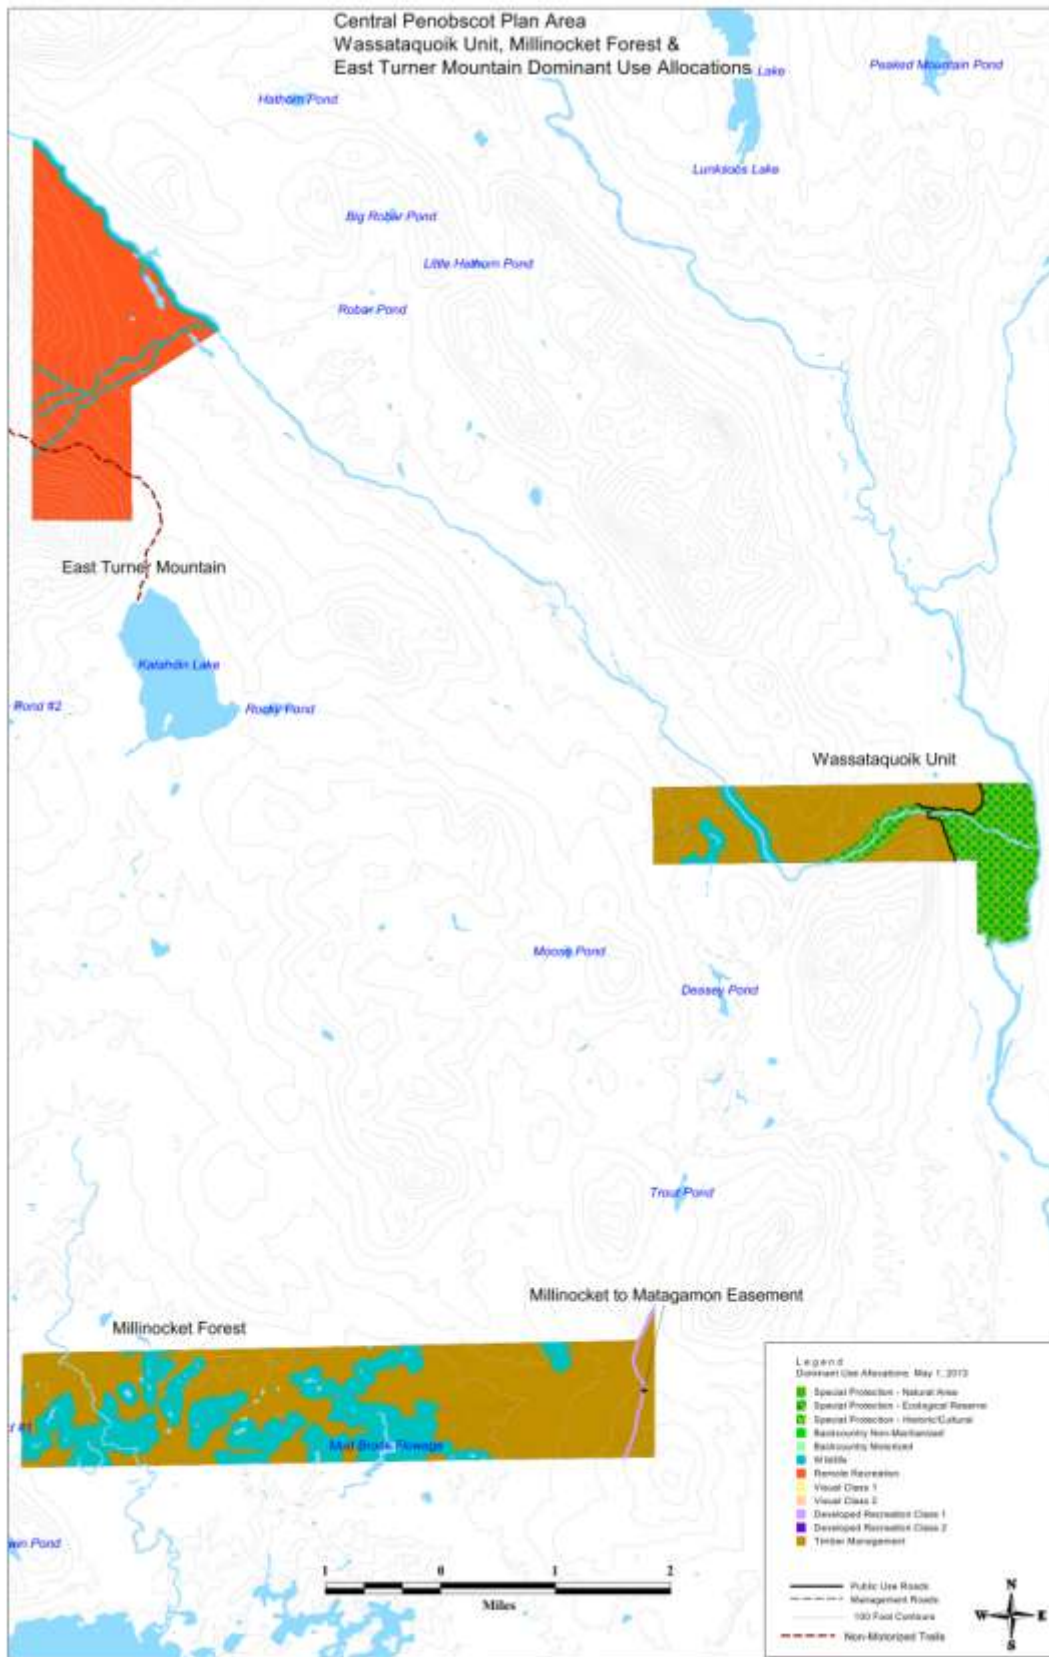 Central Penobscot Plan Area
Wassataquoik Unit, Millinocket Forest &
East Turner Mountain Dominant Use Allocations
Lake
Peaked Mountain Pond
Hathorn Pond
Lunksoos Lake
Big Robar Pond
Little Hathorn Pond
Robar Pond
East Turner Mountain
Katahdin Lake
Pond #2
Rocky Pond
Wassataquoik Unit
Moose Pond
Deasey Pond
Trout Pond
Millinocket to Matagamon Easement
Millinocket Forest
#1
Mud Brook Flowage
Pond
Legend
Dominant Use Allocations May 1, 2013
Special Protection - Natural Area
Special Protection - Ecological Reserve
Special Protection - Historic/Cultural
Backcountry Non-Mechanized
Backcountry Motorized
Wildlife
Remote Recreation
Visual Class 1
Visual Class 2
Developed Recreation Class 1
Developed Recreation Class 2
Timber Management
1 0 1 2
Miles
Public Use Roads
Management Roads
100 Foot Contours
Non-Motorized Trails
N
W E
S